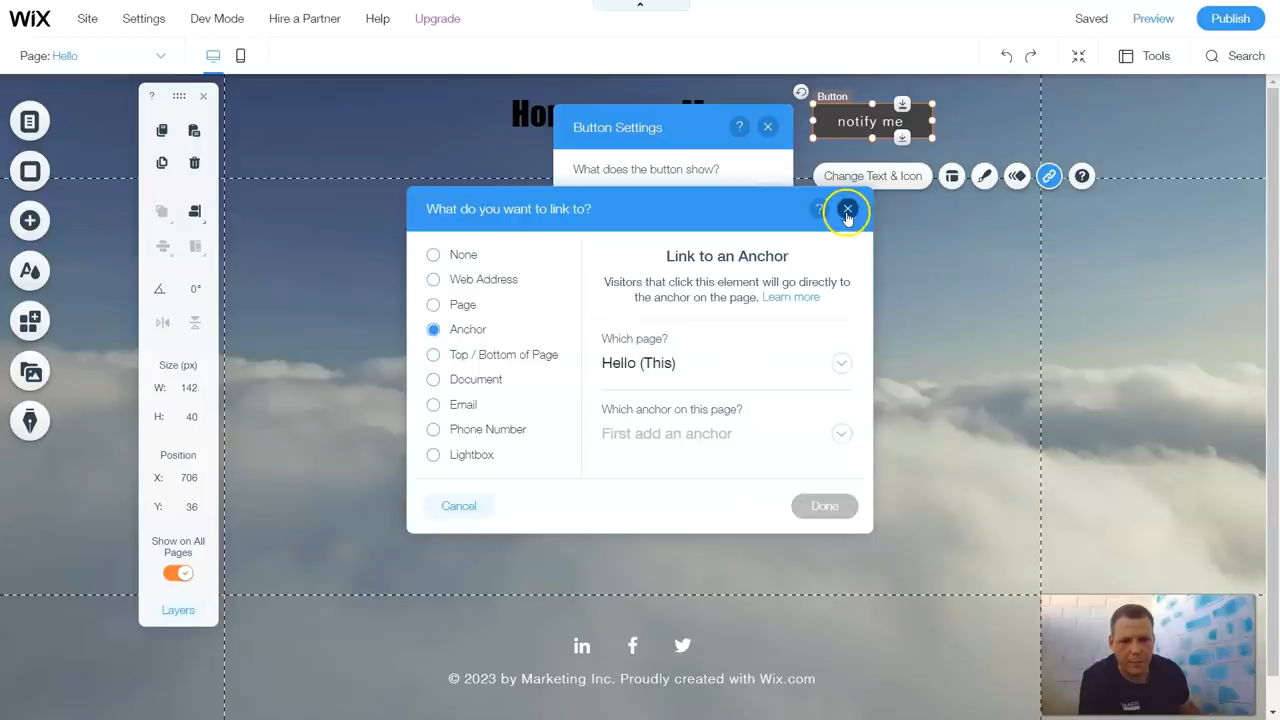 WiX
Site
Settings
Dev Mode
Hire a Partner
Help
Upgrade
Saved
Preview
Publish
Page: Hello
Tools
Search
?
Button
notify me
Button Settings
?
What does the button show?
Change Text & Icon
?
What do you want to link to?
?
None
Web Address
Page
Anchor
Top / Bottom of Page
Document
Email
Phone Number
Lightbox
Link to an Anchor
Visitors that click this element will go directly to
the anchor on the page. Learn more
Which page?
Hello (This)
Which anchor on this page?
First add an anchor
Cancel
Done
0°
Size (px)
W: 142
H: 40
Position
X: 706
Y: 36
Show on All
Pages
Layers
© 2023 by Marketing Inc. Proudly created with Wix.com